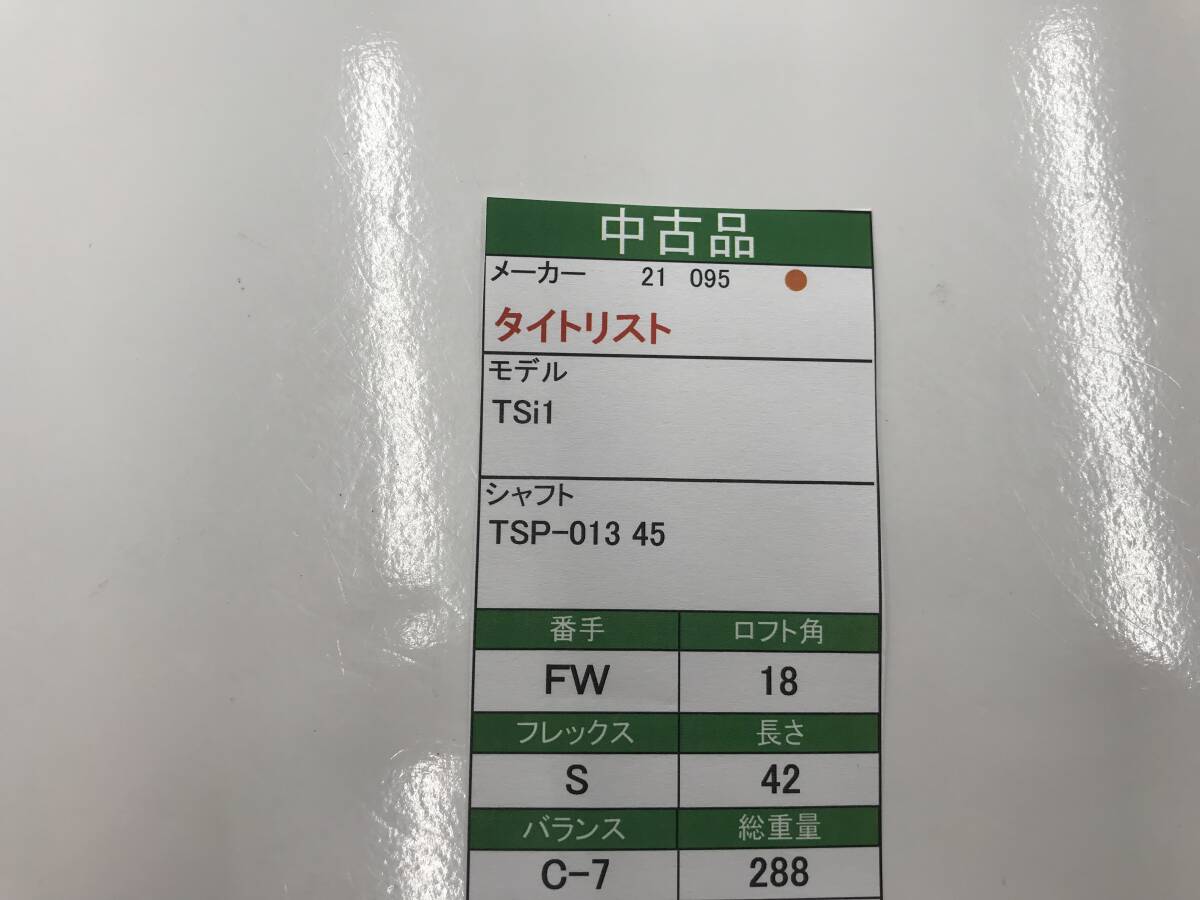 中古品
メーカー 21 095
タイトリスト
モデル
TSi1
シャフト
TSP-013 45
番手 ロフト角
FW 18
フレックス 長さ
S 42
バランス 総重量
C-7 288